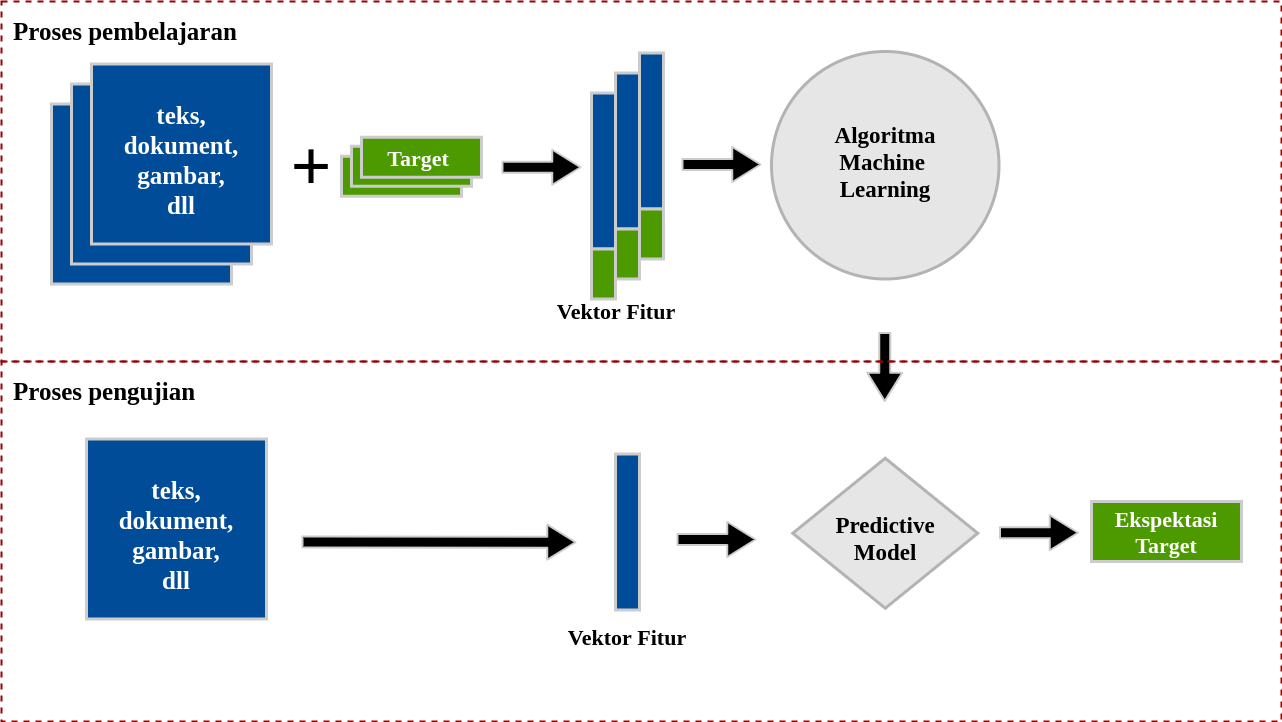 Proses pembelajaran
teks,
dokument,
gambar,
dll
+
Target
Vektor Fitur
Algoritma
Machine
Learning
Proses pengujian
teks,
dokument,
gambar,
dll
Vektor Fitur
Predictive
Model
Ekspektasi
Target